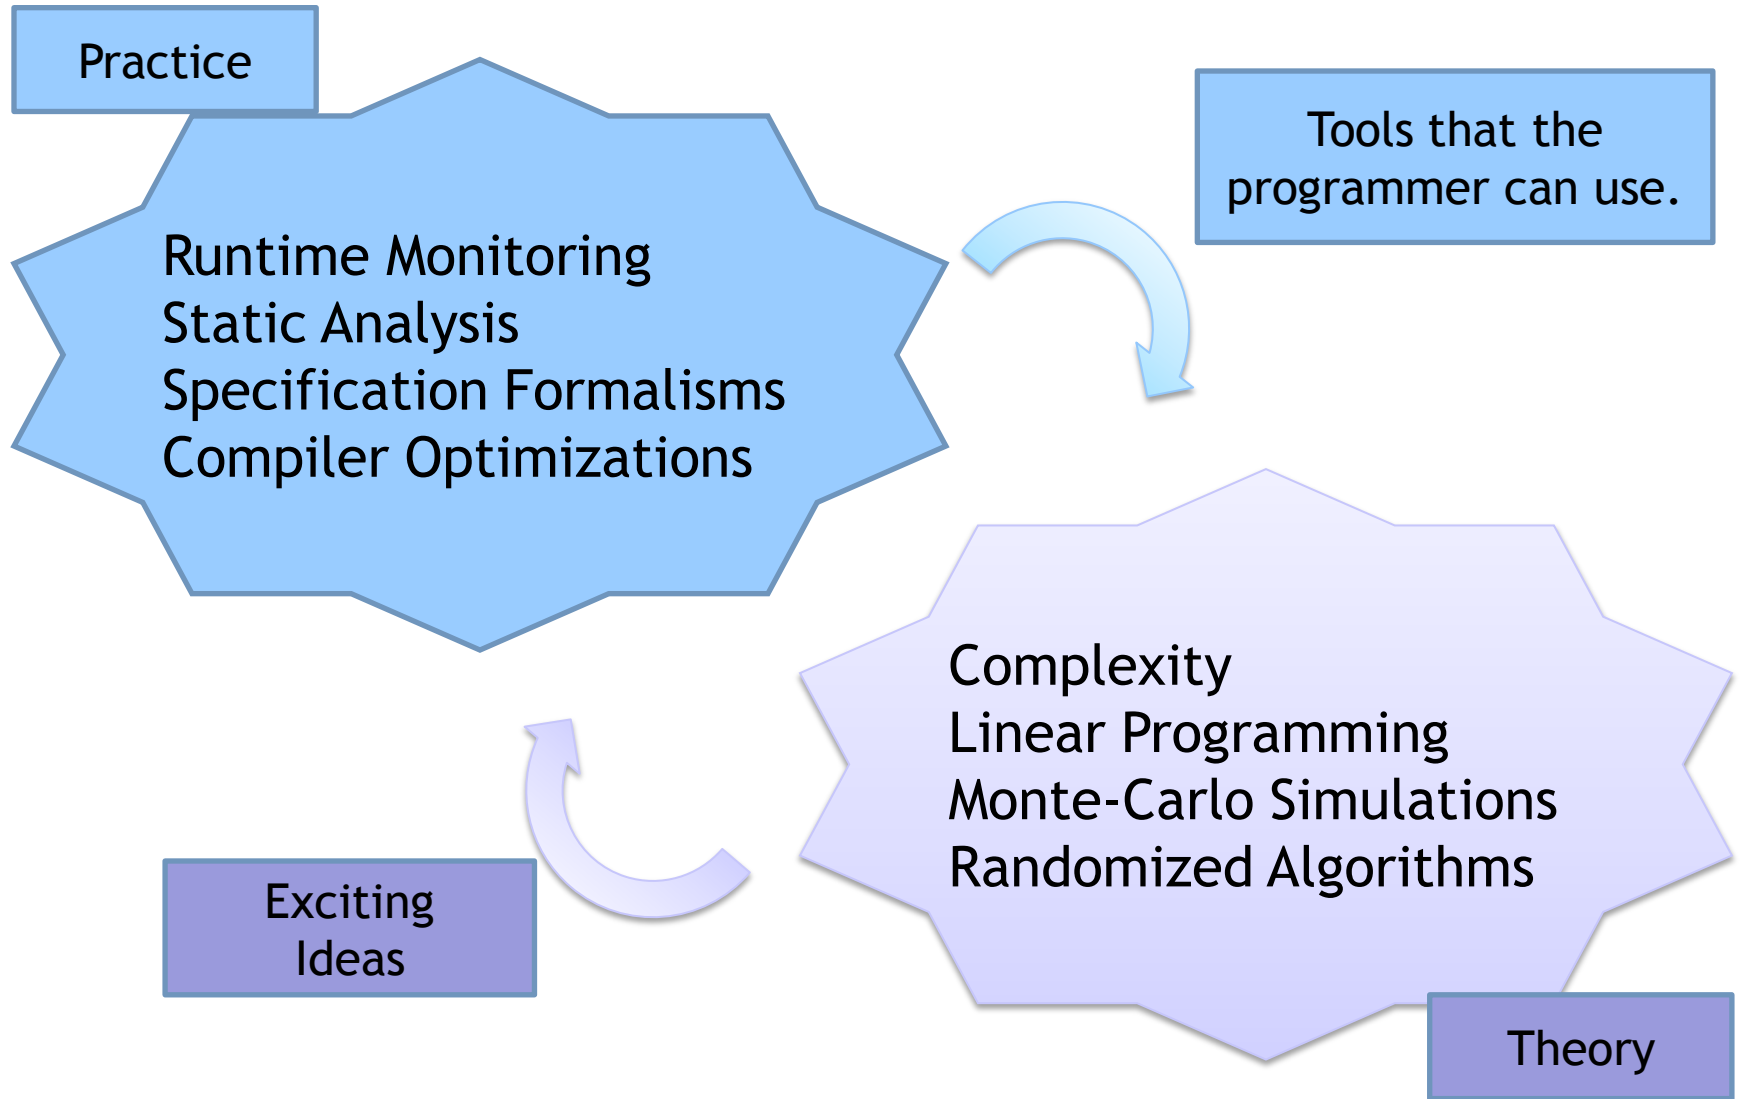 Practice
Tools that the
programmer can use.
Runtime Monitoring
Static Analysis
Specification Formalisms
Compiler Optimizations
Complexity
Linear Programming
Monte-Carlo Simulations
Randomized Algorithms
Exciting
Ideas
Theory